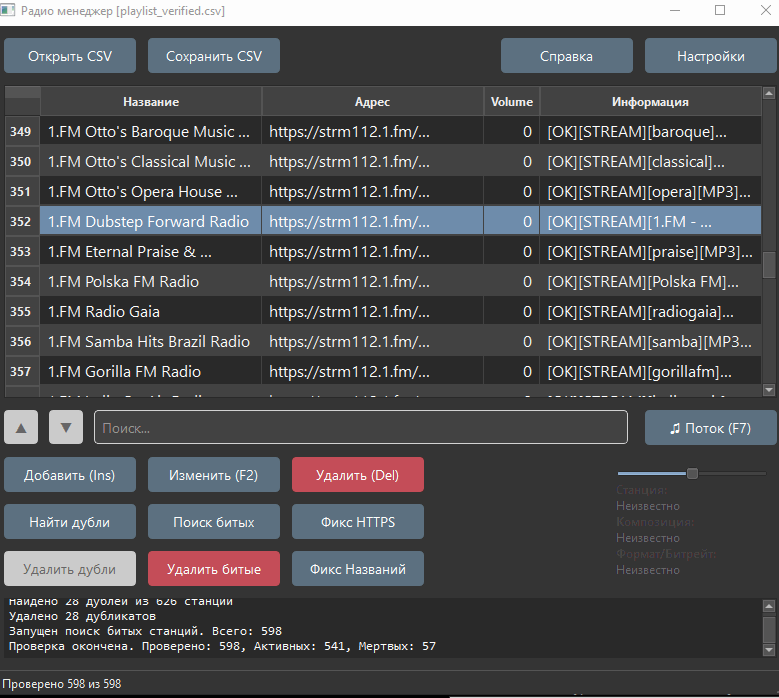 Радио менеджер [playlist_verified.csv]
Открыть CSV Сохранить CSV Справка Настройки
Название Адрес Volume Информация
349 1.FM Otto's Baroque Music ... https://strm112.1.fm/... 0 [OK][STREAM][baroque]...
350 1.FM Otto's Classical Music ... https://strm112.1.fm/... 0 [OK][STREAM][classical]...
351 1.FM Otto's Opera House ... https://strm112.1.fm/... 0 [OK][STREAM][opera][MP3]...
352 1.FM Dubstep Forward Radio https://strm112.1.fm/... 0 [OK][STREAM][1.FM - ...
353 1.FM Eternal Praise & ... https://strm112.1.fm/... 0 [OK][STREAM][praise][MP3]...
354 1.FM Polska FM Radio https://strm112.1.fm/... 0 [OK][STREAM][Polska FM]...
355 1.FM Radio Gaia https://strm112.1.fm/... 0 [OK][STREAM][radiogaia]...
356 1.FM Samba Hits Brazil Radio https://strm112.1.fm/... 0 [OK][STREAM][samba][MP3...
357 1.FM Gorilla FM Radio https://strm112.1.fm/... 0 [OK][STREAM][gorillafm]...
▲ ▼ Поиск... ♫ Поток (F7)
Добавить (Ins) Изменить (F2) Удалить (Del)
Найти дубли Поиск битых Фикс HTTPS
Удалить дубли Удалить битые Фикс Названий
Станция:
Неизвестно
Композиция:
Неизвестно
Формат/Битрейт:
Неизвестно
Найдено 28 дублей из 626 станций
Удалено 28 дубликатов
Запущен поиск битых станций. Всего: 598
Проверка окончена. Проверено: 598, Активных: 541, Мертвых: 57
Проверено 598 из 598